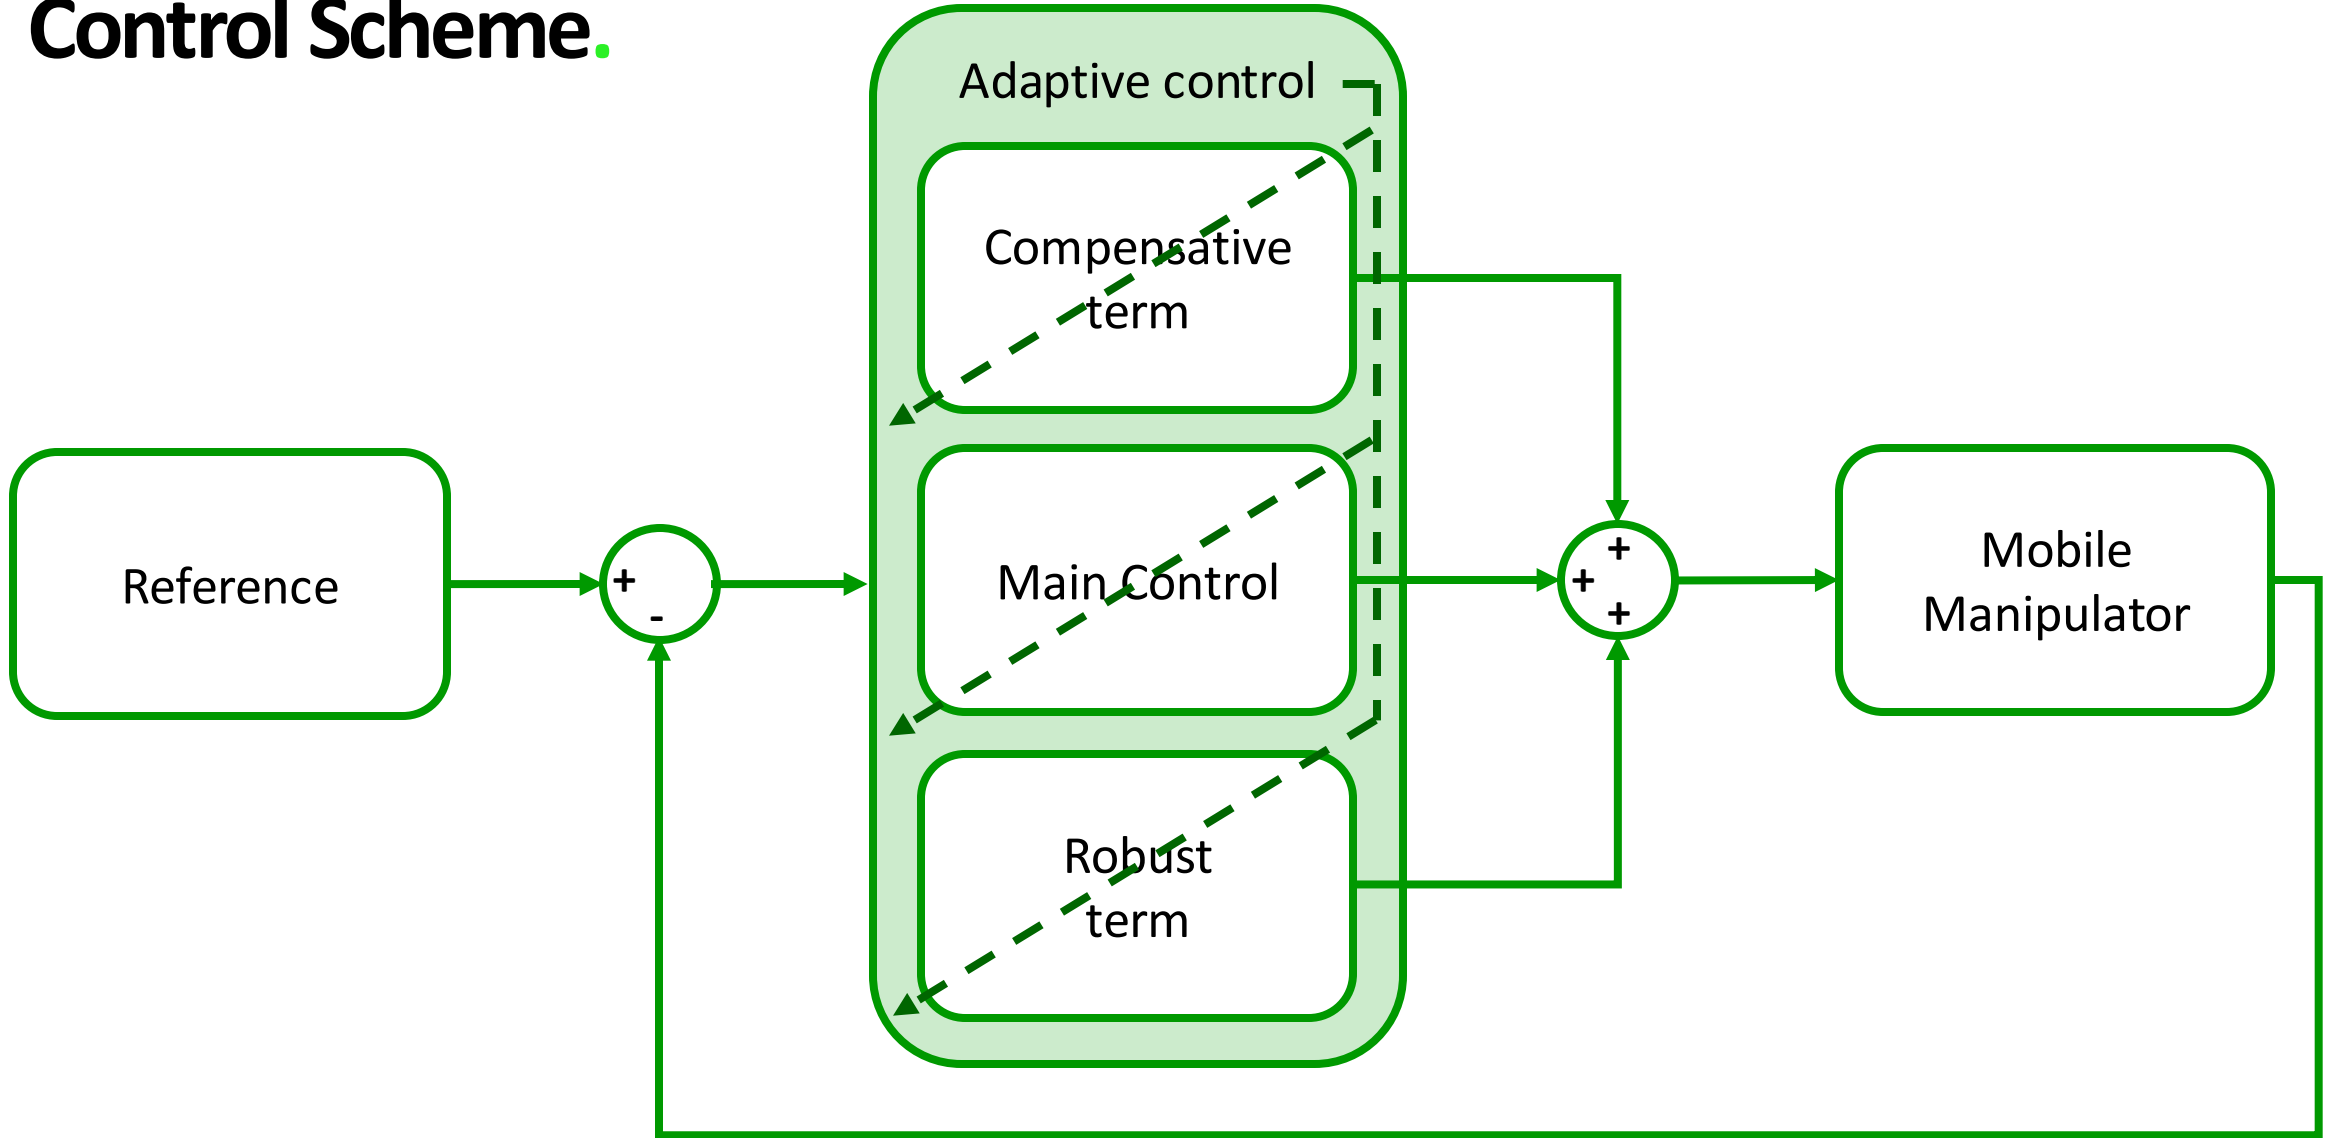 Control Scheme.
Adaptive control
Compensative
term
Reference
+
-
Main Control
+
+
+
Mobile
Manipulator
Robust
term